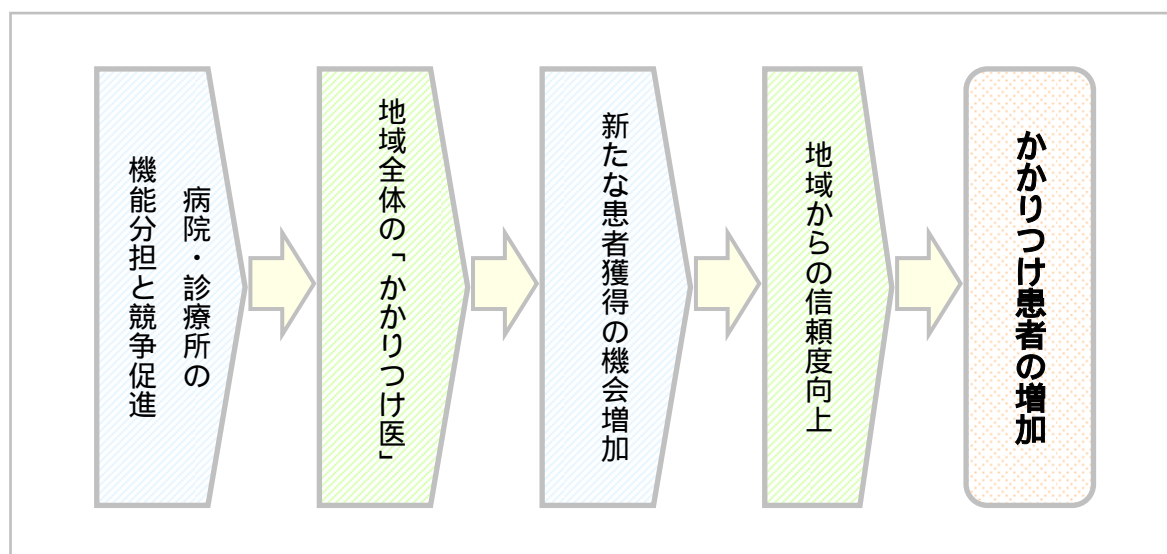 病院・診療所の
機能分担と競争促進
地域全体の「かかりつけ医」
新たな患者獲得の機会増加
地域からの信頼度向上
かかりつけ患者の増加